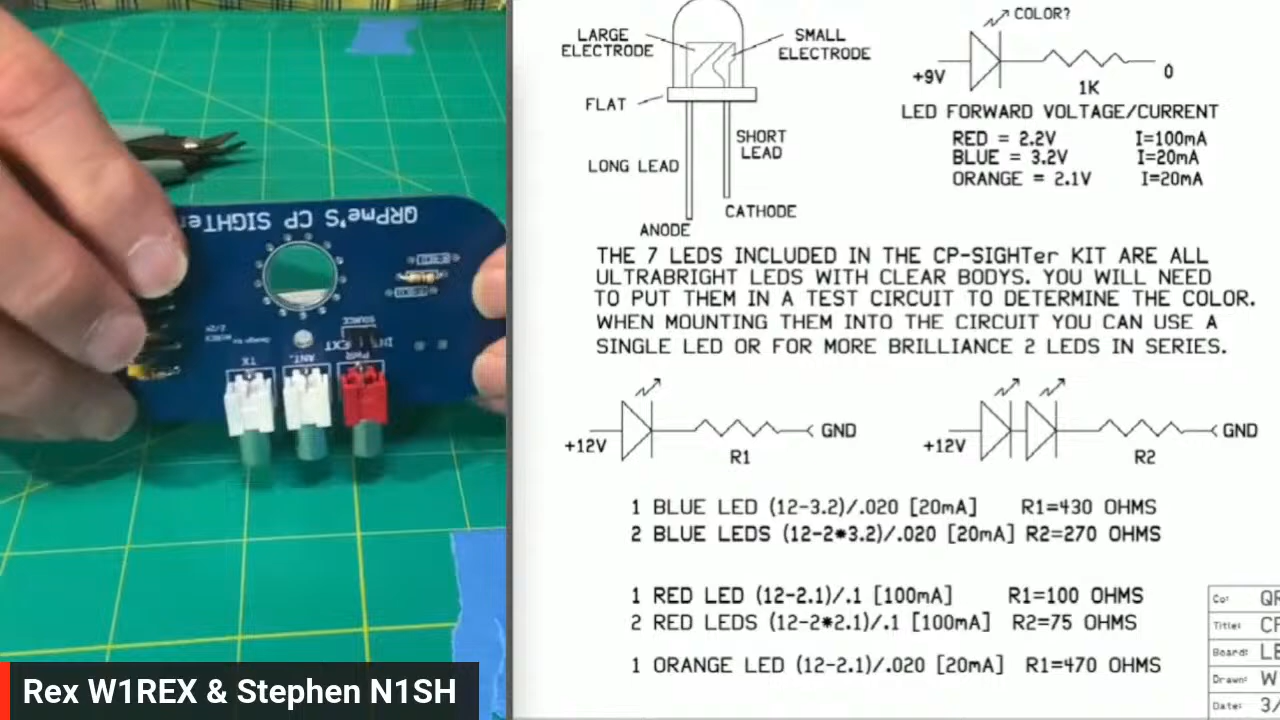 QRPme'S CP SIGHTer
SOURCE
INT
EXT
PWR
ANT.
TX
Rex W1REX & Stephen N1SH
LARGE
ELECTRODE
SMALL
ELECTRODE
FLAT
LONG LEAD
SHORT
LEAD
CATHODE
ANODE
COLOR?
+9V
1K
0
LED FORWARD VOLTAGE/CURRENT
RED = 2.2V I=100mA
BLUE = 3.2V I=20mA
ORANGE = 2.1V I=20mA
THE 7 LEDS INCLUDED IN THE CP-SIGHTer KIT ARE ALL
ULTRABRIGHT LEDS WITH CLEAR BODYS. YOU WILL NEED
TO PUT THEM IN A TEST CIRCUIT TO DETERMINE THE COLOR.
WHEN MOUNTING THEM INTO THE CIRCUIT YOU CAN USE A
SINGLE LED OR FOR MORE BRILLIANCE 2 LEDS IN SERIES.
+12V
R1
GND
+12V
R2
GND
1 BLUE LED (12-3.2)/.020 [20mA] R1=430 OHMS
2 BLUE LEDS (12-2*3.2)/.020 [20mA] R2=270 OHMS
1 RED LED (12-2.1)/.1 [100mA] R1=100 OHMS
2 RED LEDS (12-2*2.1)/.1 [100mA] R2=75 OHMS
1 ORANGE LED (12-2.1)/.020 [20mA] R1=470 OHMS
Co: QR
Title: CP
Board: LE
Drawn: W
Date: 3/